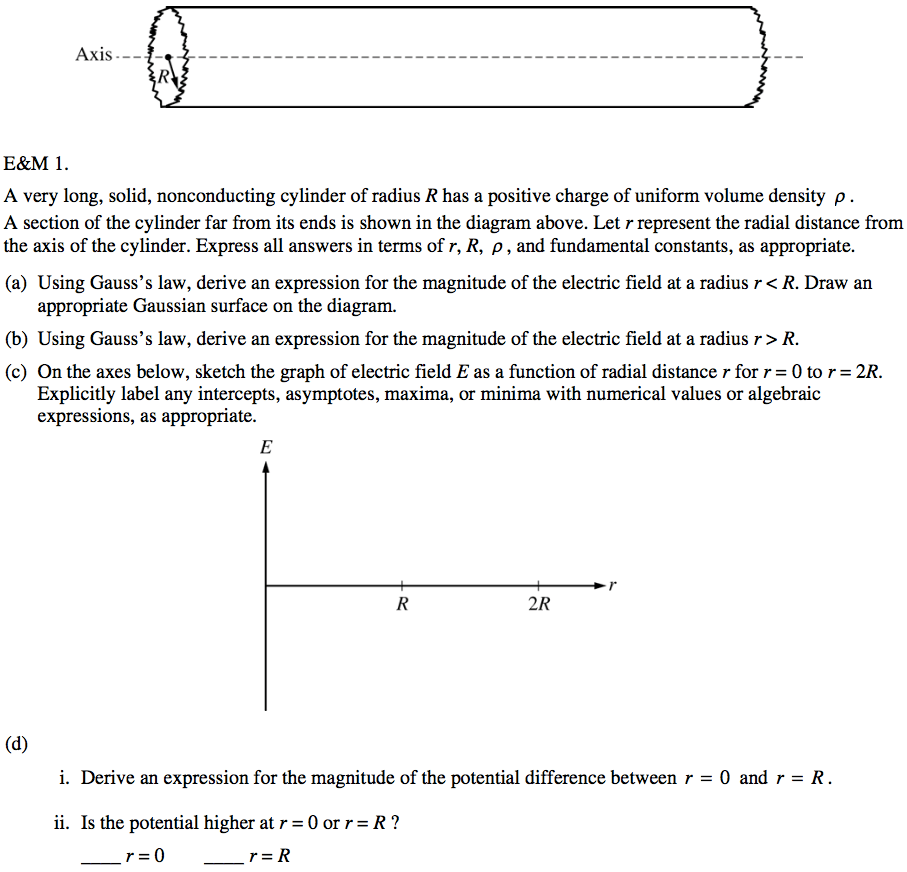 Axis
R
E&M 1.
A very long, solid, nonconducting cylinder of radius R has a positive charge of uniform volume density ρ.
A section of the cylinder far from its ends is shown in the diagram above. Let r represent the radial distance from
the axis of the cylinder. Express all answers in terms of r, R, ρ, and fundamental constants, as appropriate.
(a) Using Gauss's law, derive an expression for the magnitude of the electric field at a radius r < R. Draw an
appropriate Gaussian surface on the diagram.
(b) Using Gauss's law, derive an expression for the magnitude of the electric field at a radius r > R.
(c) On the axes below, sketch the graph of electric field E as a function of radial distance r for r = 0 to r = 2R.
Explicitly label any intercepts, asymptotes, maxima, or minima with numerical values or algebraic
expressions, as appropriate.
E
r
R 2R
(d)
i. Derive an expression for the magnitude of the potential difference between r = 0 and r = R.
ii. Is the potential higher at r = 0 or r = R ?
____ r = 0 ____ r = R